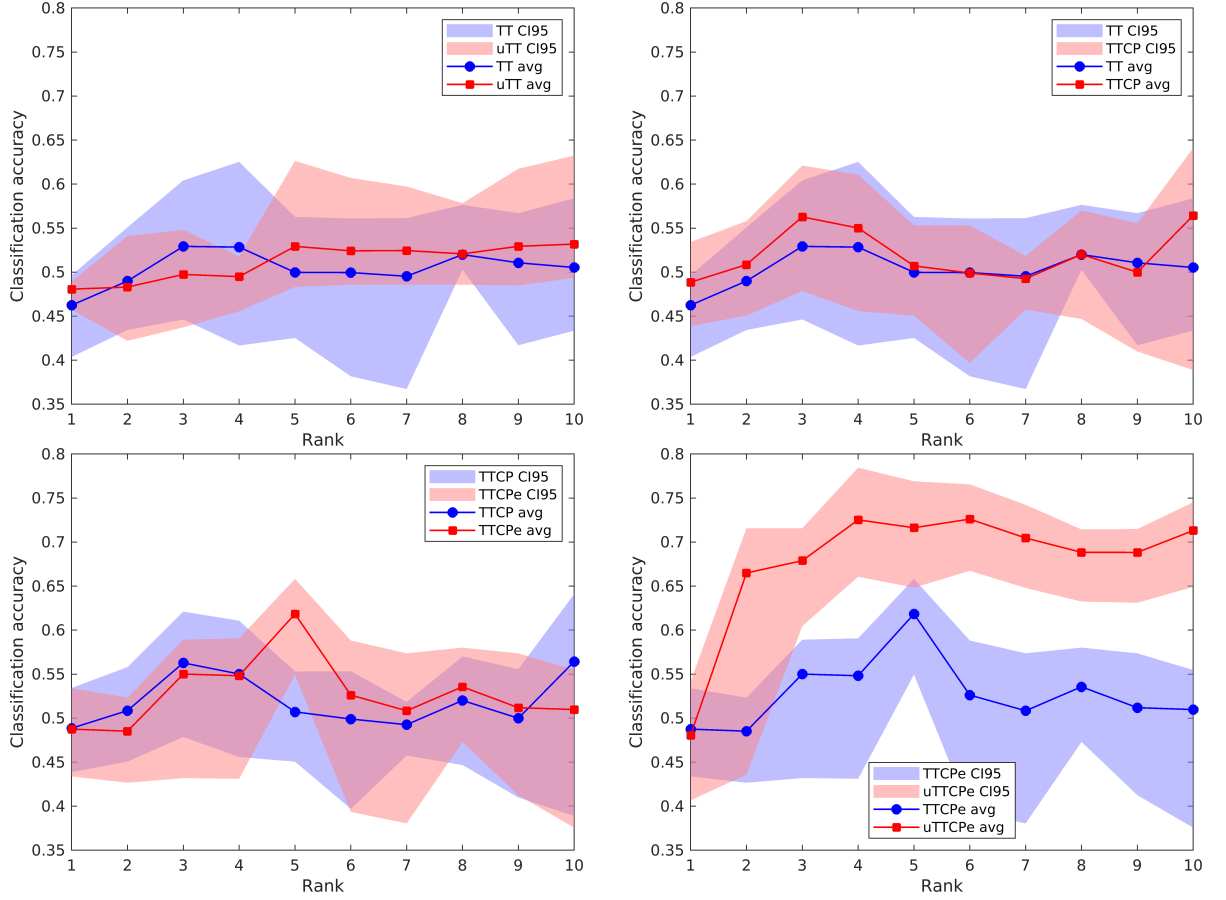 0.8
0.75
0.7
0.65
0.6
0.55
0.5
0.45
0.4
0.35
Classification accuracy
TT CI95
uTT CI95
TT avg
uTT avg
1 2 3 4 5 6 7 8 9 10
Rank
0.8
0.75
0.7
0.65
0.6
0.55
0.5
0.45
0.4
0.35
Classification accuracy
TT CI95
TTCP CI95
TT avg
TTCP avg
1 2 3 4 5 6 7 8 9 10
Rank
0.8
0.75
0.7
0.65
0.6
0.55
0.5
0.45
0.4
0.35
Classification accuracy
TTCP CI95
TTCPe CI95
TTCP avg
TTCPe avg
1 2 3 4 5 6 7 8 9 10
Rank
0.8
0.75
0.7
0.65
0.6
0.55
0.5
0.45
0.4
0.35
Classification accuracy
TTCPe CI95
uTTCPe CI95
TTCPe avg
uTTCPe avg
1 2 3 4 5 6 7 8 9 10
Rank